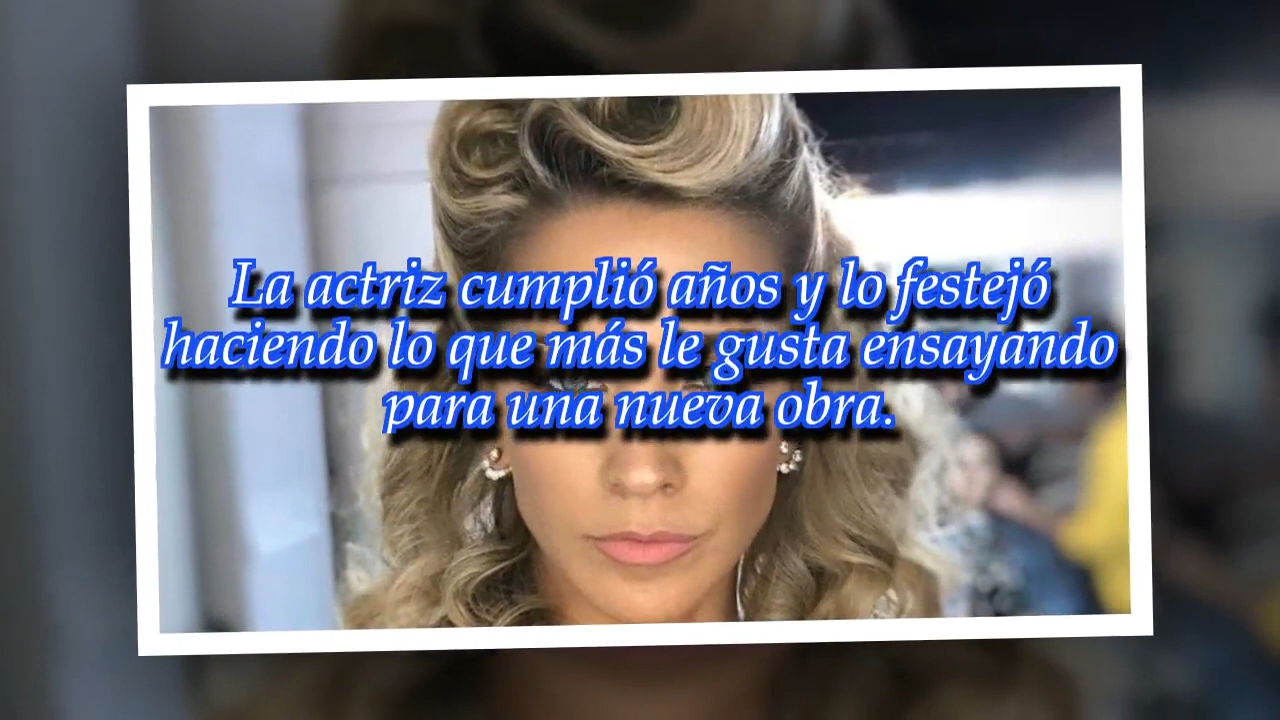 La actriz cumplió años y lo festejó
haciendo lo que más le gusta ensayando
para una nueva obra.